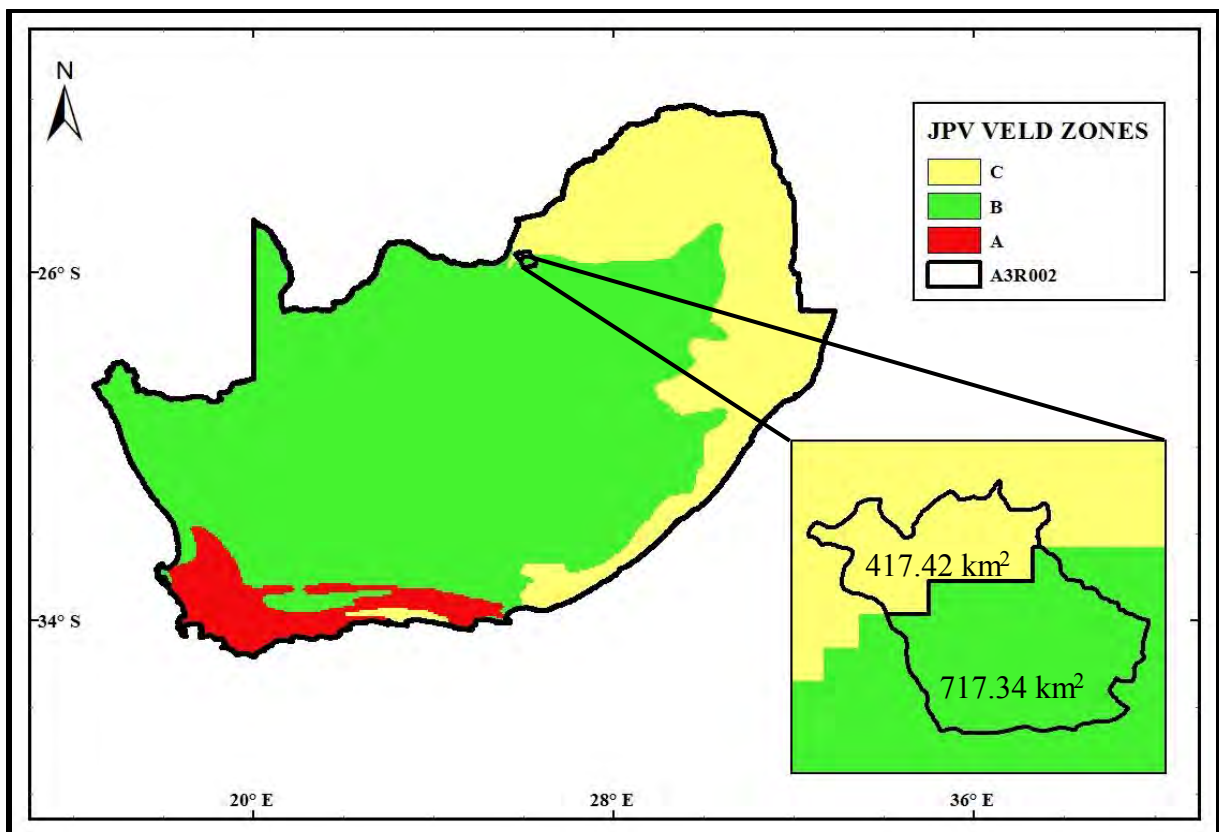 N
JPV VELD ZONES
C
B
A
A3R002
26° S
34° S
417.42 km²
717.34 km²
20° E
28° E
36° E